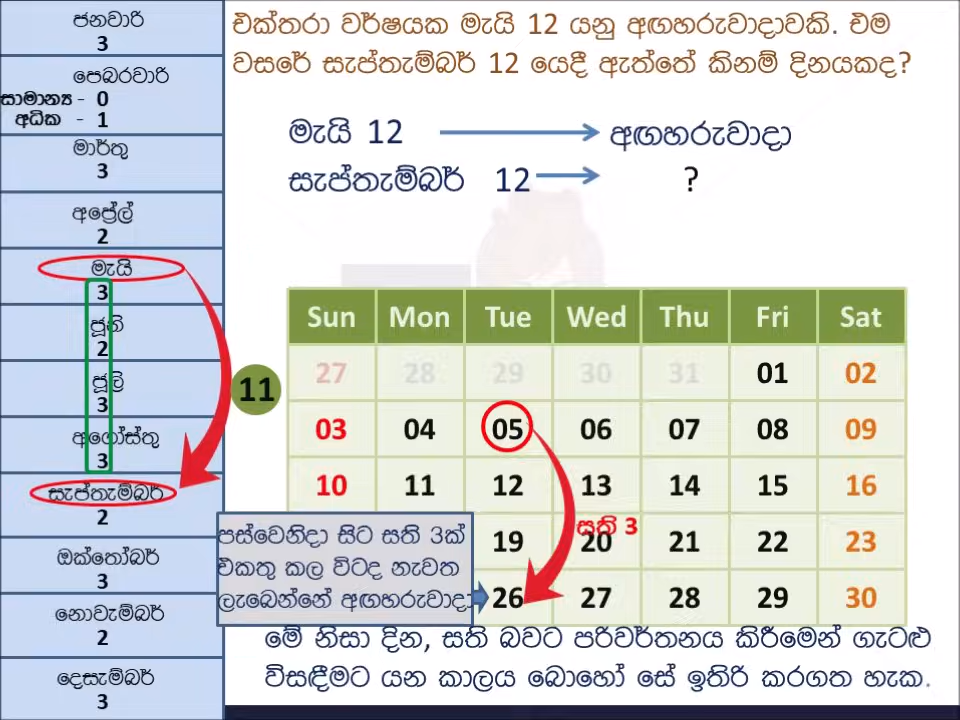 ජනවාරි
3
පෙබරවාරි
සාමාන්‍ය - 0
අධික - 1
මාර්තු
3
අප්‍රේල්
2
මැයි
3
ජූනි
2
ජූලි
3
අගෝස්තු
3
සැප්තැම්බර්
2
ඔක්තෝබර්
3
නොවැම්බර්
2
දෙසැම්බර්
3
එක්තරා වර්ෂයක මැයි 12 යනු අඟහරුවාදාවකි. එම
වසරේ සැප්තැම්බර් 12 යෙදී ඇත්තේ කිනම් දිනයකද?
මැයි 12 අඟහරුවාදා
සැප්තැම්බර් 12 ?
11
Sun Mon Tue Wed Thu Fri Sat
27 28 29 30 31 01 02
03 04 05 06 07 08 09
10 11 12 13 14 15 16
19 20 21 22 23
26 27 28 29 30
සති 3
පස්වෙනිදා සිට සති 3ක්
එකතු කල විටද නැවත
ලැබෙන්නේ අඟහරුවාදා
මේ නිසා දින, සති බවට පරිවර්තනය කිරීමෙන් ගැටළු
විසඳීමට යන කාලය බොහෝ සේ ඉතිරි කරගත හැක.